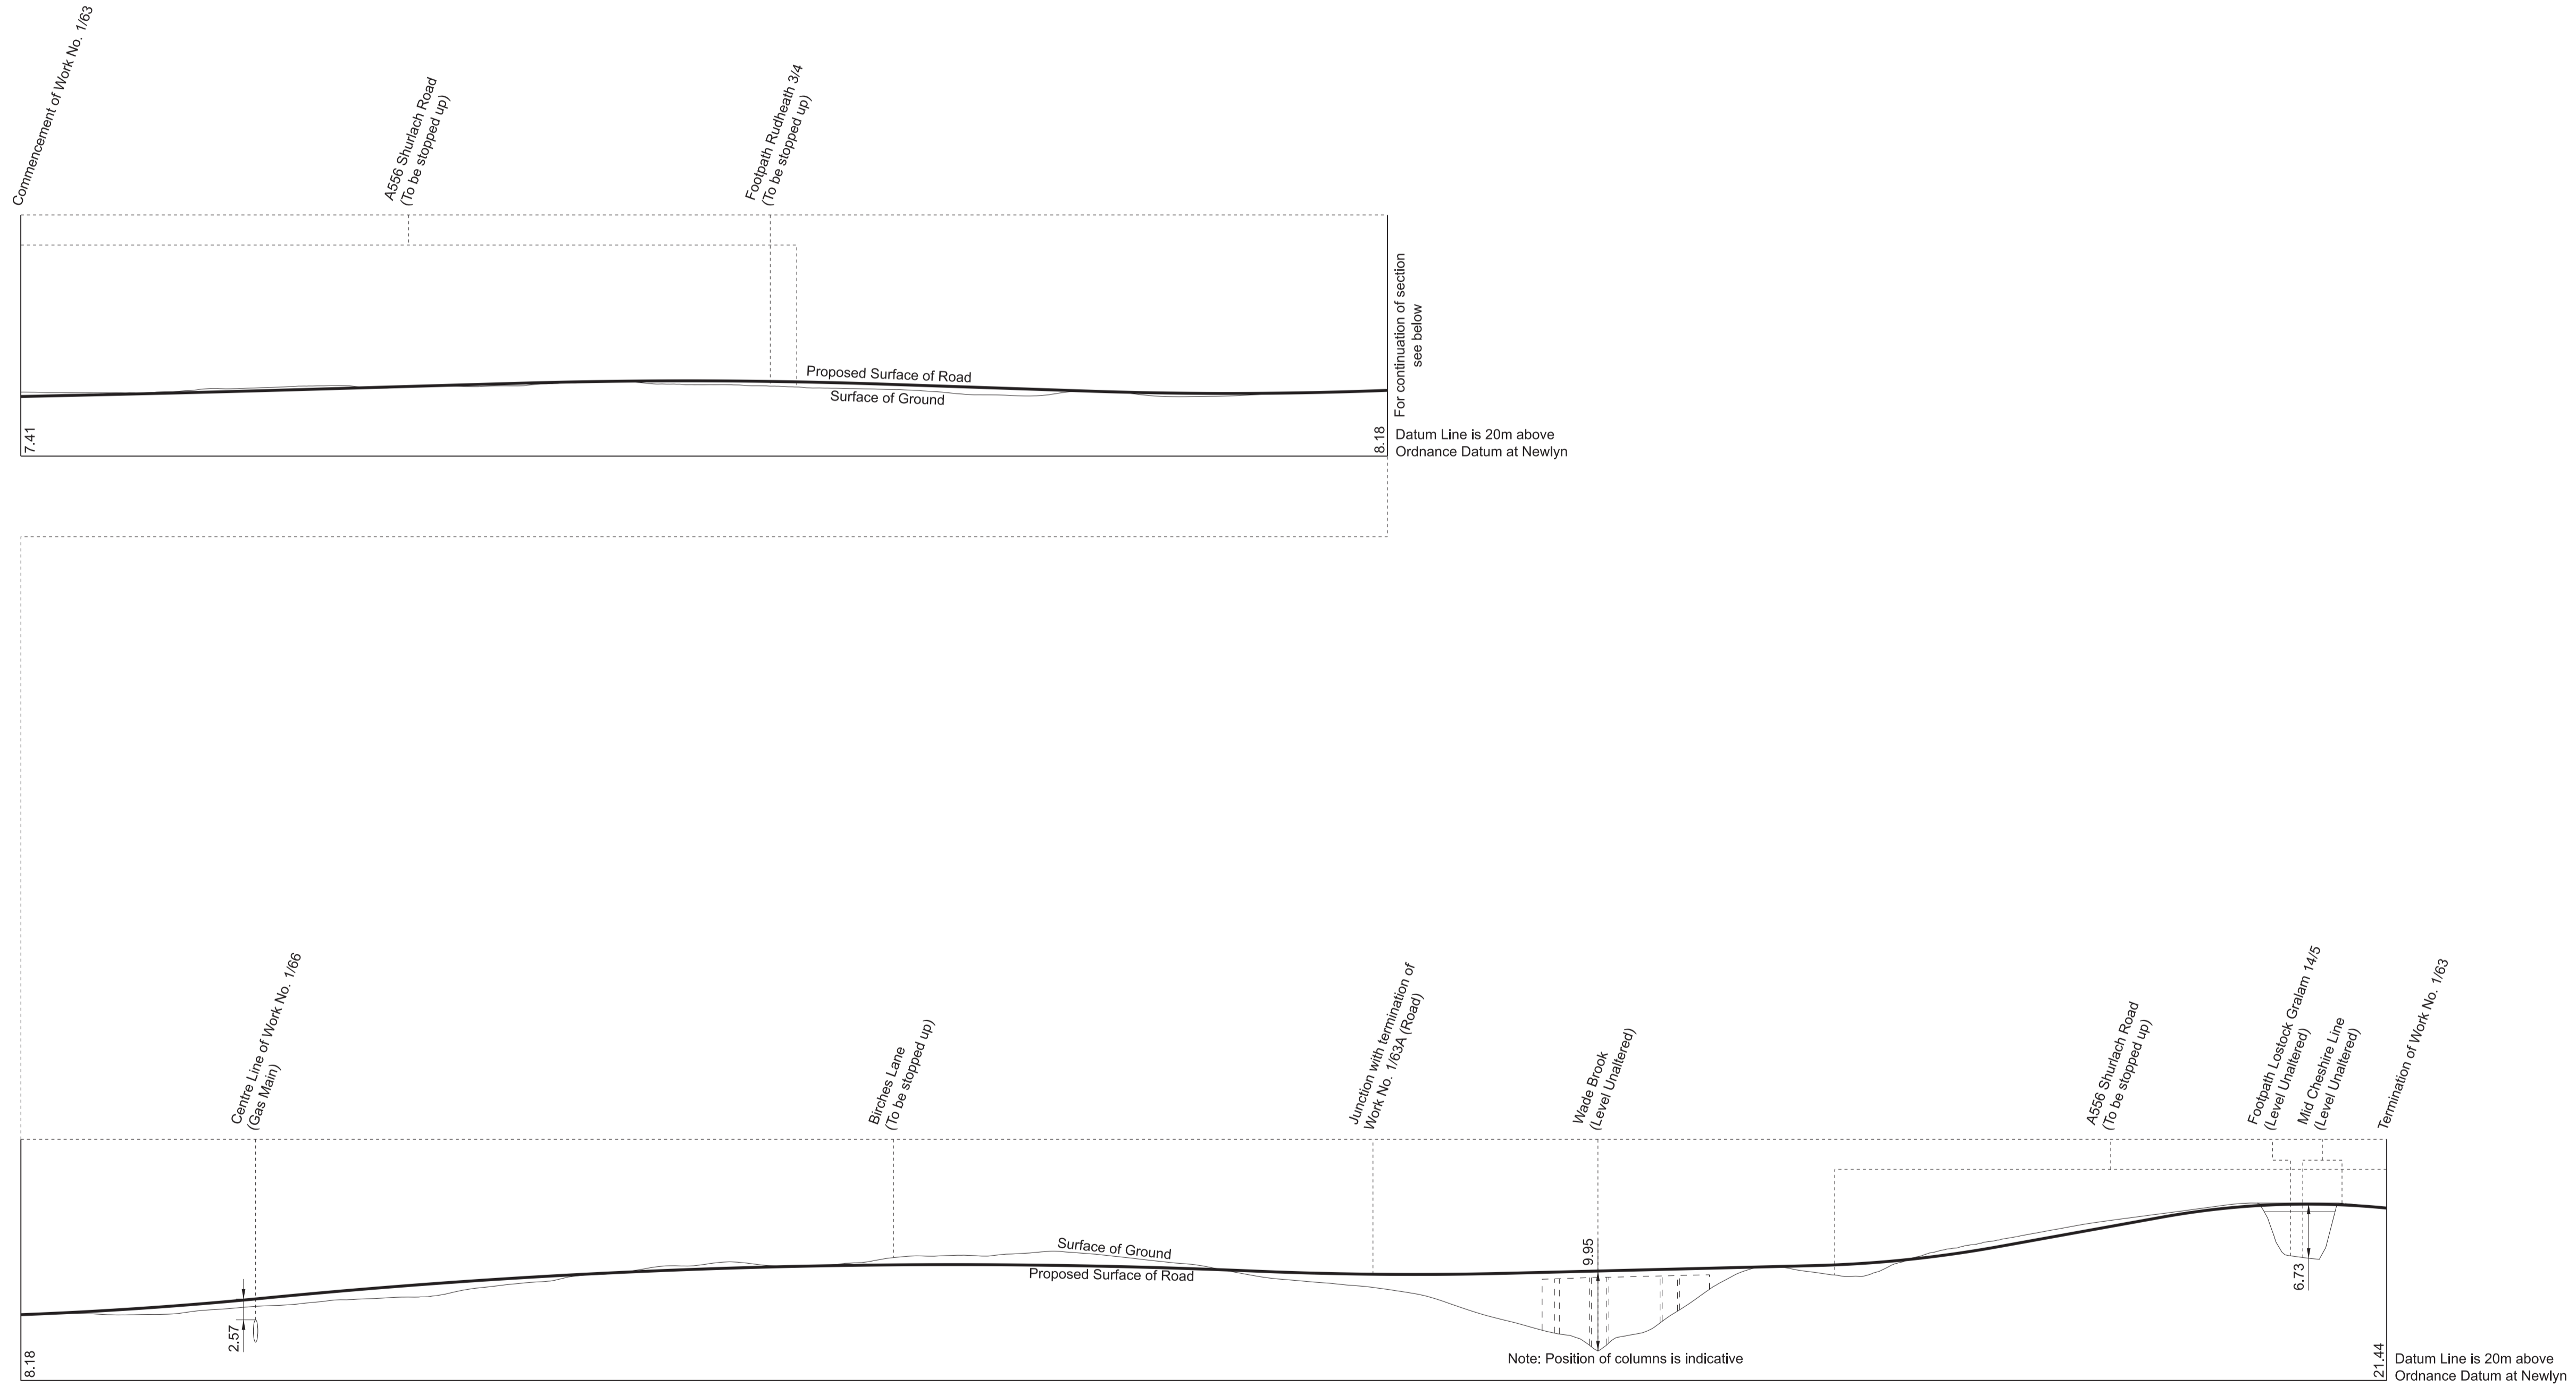 Commencement of Work No. 1/63
A556 Shurlach Road
(To be stopped up)
Footpath Rudheath 3/4
(To be stopped up)
Proposed Surface of Road
Surface of Ground
For continuation of section
see below
7.41
8.18
Datum Line is 20m above
Ordnance Datum at Newlyn
Centre Line of Work No. 1/66
(Gas Main)
Birches Lane
(To be stopped up)
Junction with termination of
Work No. 1/63A (Road)
Wade Brook
(Level Unaltered)
A556 Shurlach Road
(To be stopped up)
Footpath Lostock Gralam 14/5
(Level Unaltered)
Mid Cheshire Line
(Level Unaltered)
Termination of Work No. 1/63
Surface of Ground
Proposed Surface of Road
9.95
6.73
2.57
Note: Position of columns is indicative
8.18
21.44
Datum Line is 20m above
Ordnance Datum at Newlyn